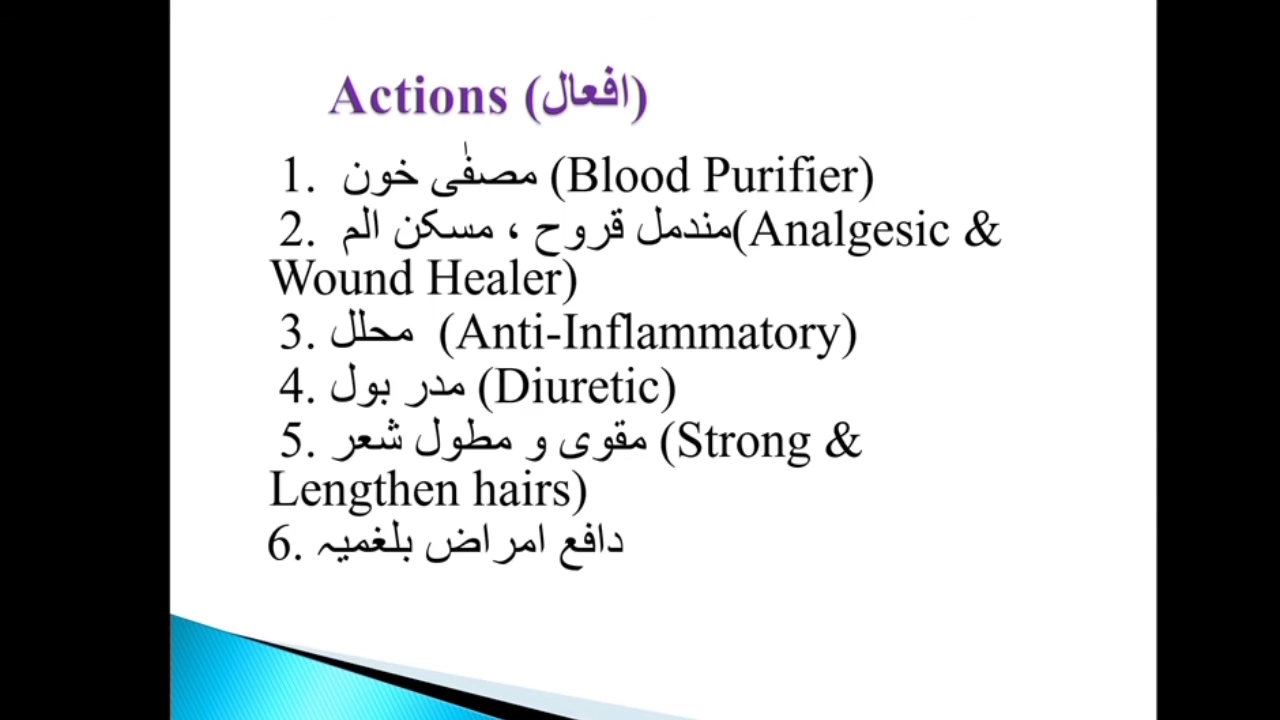 Actions (افعال)
1. مصفٰی خون (Blood Purifier)
2. مندمل قروح ، مسکن الم(Analgesic &
Wound Healer)
3. محلل (Anti-Inflammatory)
4. مدر بول (Diuretic)
5. مقوی و مطول شعر (Strong &
Lengthen hairs)
6. دافع امراض بلغمیہ